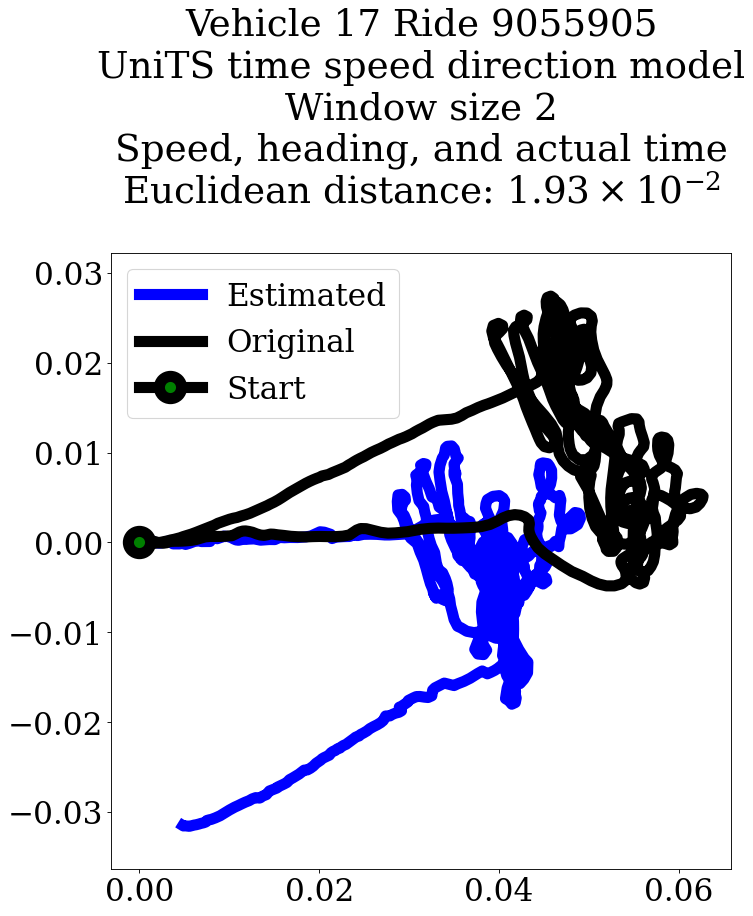 Vehicle 17 Ride 9055905
UniTS time speed direction model
Window size 2
Speed, heading, and actual time
Euclidean distance: 1.93 × 10⁻²
Estimated
Original
Start
0.03
0.02
0.01
0.00
−0.01
−0.02
−0.03
0.00 0.02 0.04 0.06